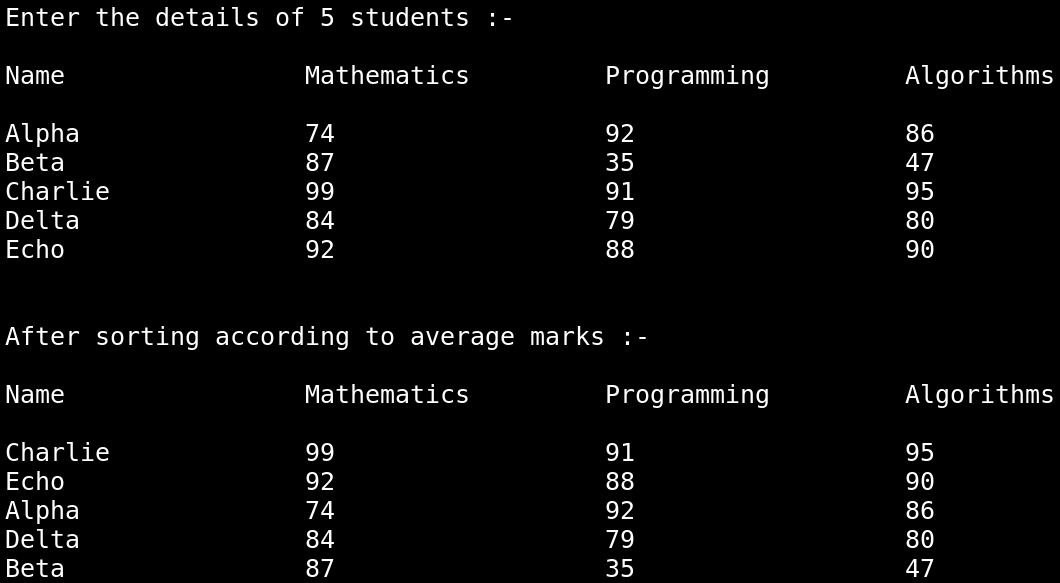 Enter the details of 5 students :-
Name Mathematics Programming Algorithms
Alpha 74 92 86
Beta 87 35 47
Charlie 99 91 95
Delta 84 79 80
Echo 92 88 90
After sorting according to average marks :-
Name Mathematics Programming Algorithms
Charlie 99 91 95
Echo 92 88 90
Alpha 74 92 86
Delta 84 79 80
Beta 87 35 47